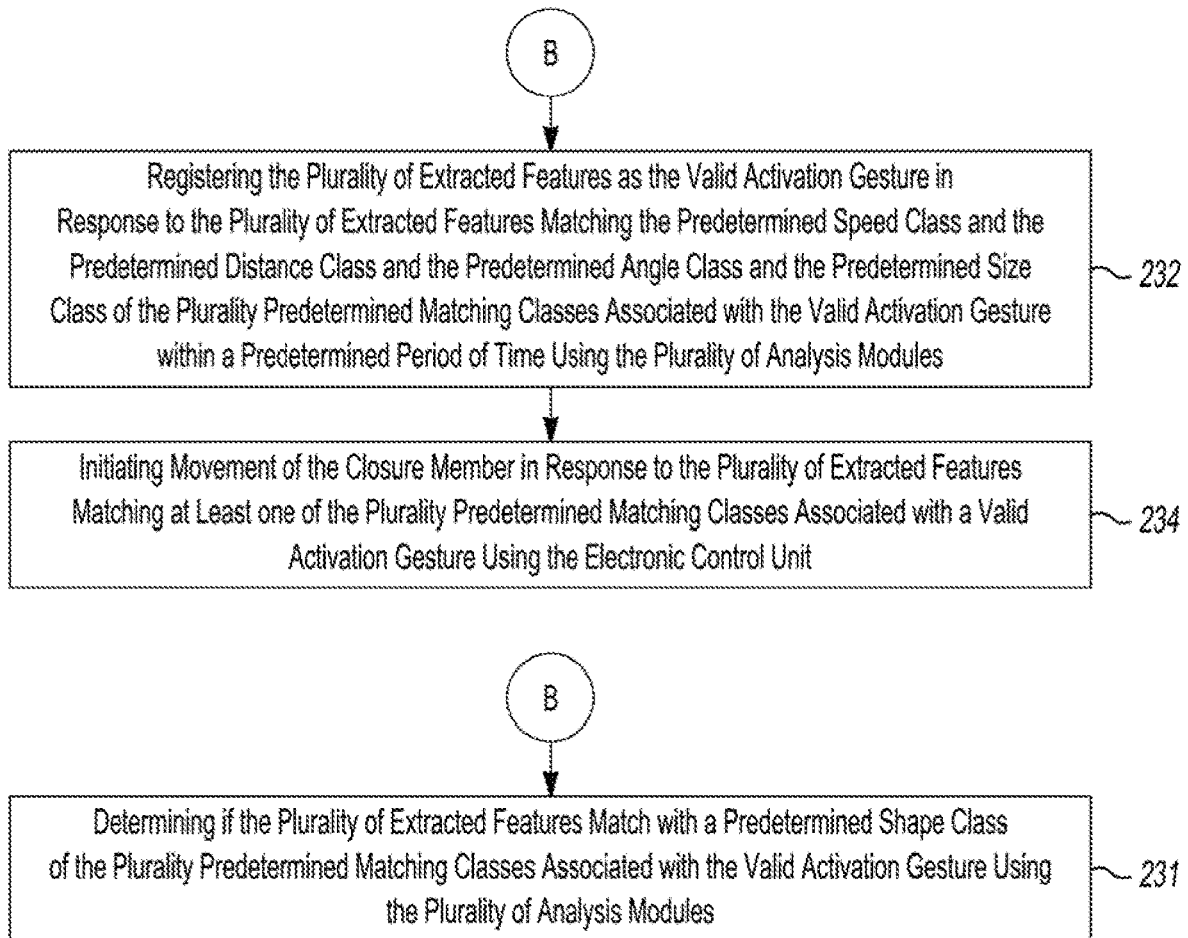 B
Registering the Plurality of Extracted Features as the Valid Activation Gesture in
Response to the Plurality of Extracted Features Matching the Predetermined Speed Class and the
Predetermined Distance Class and the Predetermined Angle Class and the Predetermined Size
Class of the Plurality Predetermined Matching Classes Associated with the Valid Activation Gesture
within a Predetermined Period of Time Using the Plurality of Analysis Modules
232
Initiating Movement of the Closure Member in Response to the Plurality of Extracted Features
Matching at Least one of the Plurality Predetermined Matching Classes Associated with a Valid
Activation Gesture Using the Electronic Control Unit
234
B
Determining if the Plurality of Extracted Features Match with a Predetermined Shape Class
of the Plurality Predetermined Matching Classes Associated with the Valid Activation Gesture Using
the Plurality of Analysis Modules
231